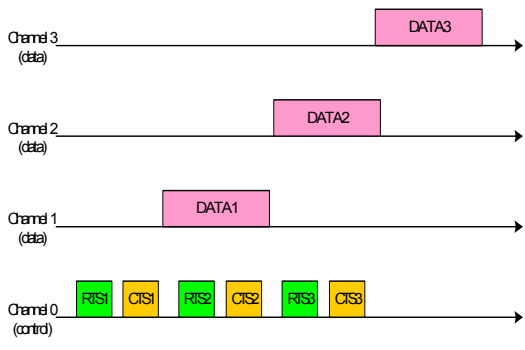 DATA3
Channel 3
(data)
DATA2
Channel 2
(data)
DATA1
Channel 1
(data)
RTS1 CTS1 RTS2 CTS2 RTS3 CTS3
Channel 0
(control)